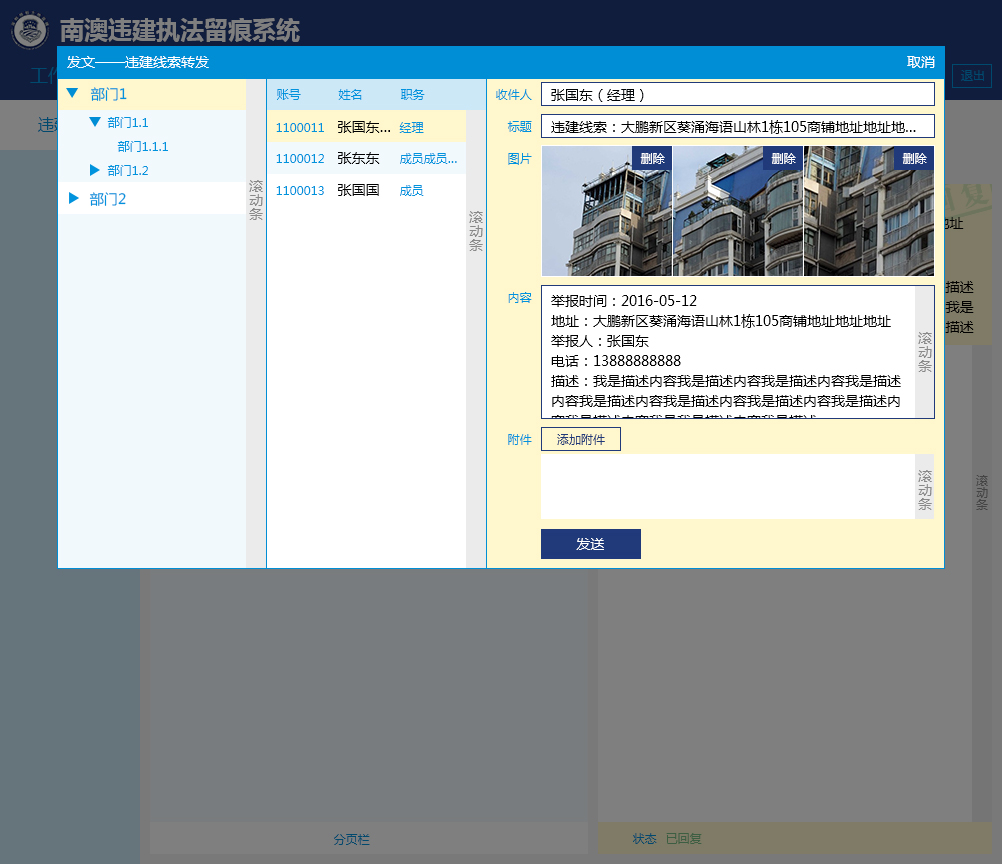 南澳违建执法留痕系统
退出
发文——违建线索转发
取消
部门1
部门1.1
部门1.1.1
部门1.2
部门2
滚动条
账号 姓名 职务
1100011 张国东... 经理
1100012 张东东 成员成员...
1100013 张国国 成员
滚动条
收件人 张国东（经理）
标题 违建线索：大鹏新区葵涌海语山林1栋105商铺地址地址地...
图片
删除
删除
删除
内容
举报时间：2016-05-12
地址：大鹏新区葵涌海语山林1栋105商铺地址地址地址
举报人：张国东
电话：13888888888
描述：我是描述内容我是描述内容我是描述内容我是描述
内容我是描述内容我是描述内容我是描述内容我是描述内
容我是描述内容我是我是描述内容我是描述
滚动条
附件 添加附件
滚动条
发送
地址
描述
我是
描述
滚动条
分页栏
状态 已回复